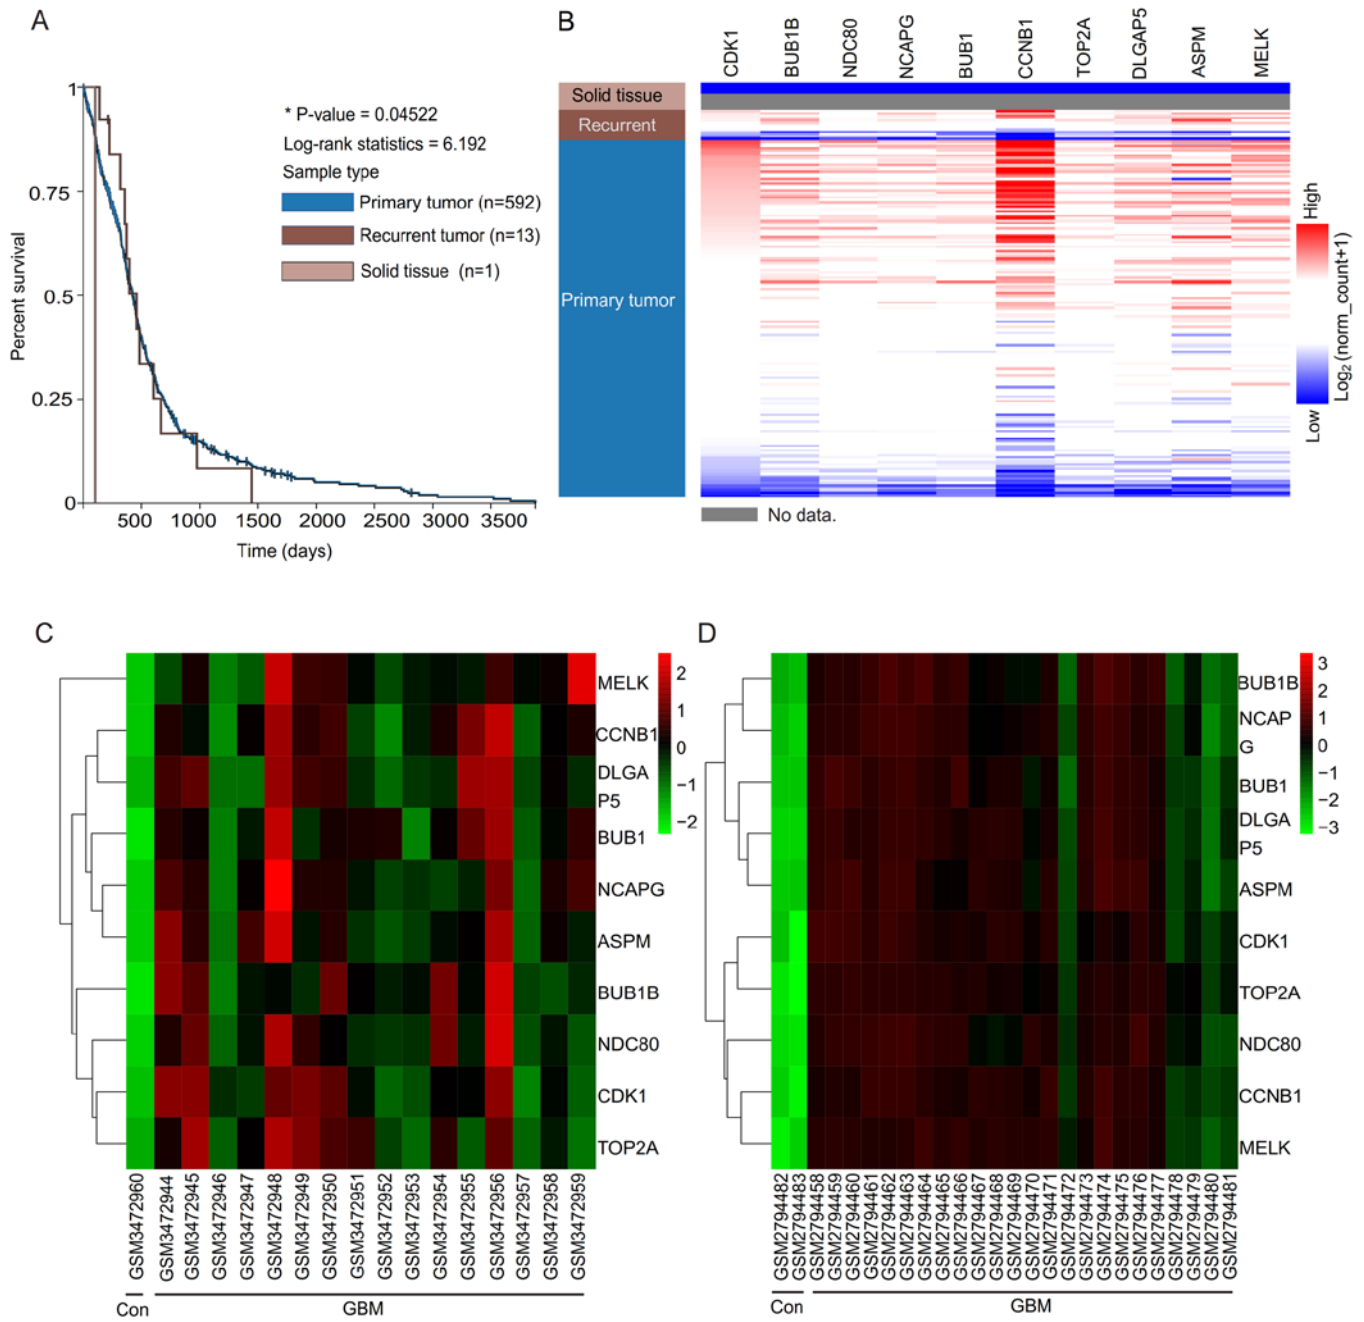 A
* P-value = 0.04522
Log-rank statistics = 6.192
Sample type
Primary tumor (n=592)
Recurrent tumor (n=13)
Solid tissue (n=1)
Percent survival
1
0.75
0.5
0.25
0
500 1000 1500 2000 2500 3000 3500
Time (days)
B
CDK1 BUB1B NDC80 NCAPG BUB1 CCNB1 TOP2A DLGAP5 ASPM MELK
Solid tissue
Recurrent
Primary tumor
No data.
High
Low
Log₂ (norm_count+1)
C
MELK
CCNB1
DLGA
P5
BUB1
NCAPG
ASPM
BUB1B
NDC80
CDK1
TOP2A
2
1
0
−1
−2
GSM3472960 GSM3472944 GSM3472945 GSM3472946 GSM3472947 GSM3472948 GSM3472949 GSM3472950 GSM3472951 GSM3472952 GSM3472953 GSM3472954 GSM3472955 GSM3472956 GSM3472957 GSM3472958 GSM3472959
Con GBM
D
BUB1B
NCAP
G
BUB1
DLGA
P5
ASPM
CDK1
TOP2A
NDC80
CCNB1
MELK
3
2
1
0
−1
−2
−3
GSM2794482 GSM2794483 GSM2794458 GSM2794459 GSM2794460 GSM2794461 GSM2794462 GSM2794463 GSM2794464 GSM2794465 GSM2794466 GSM2794467 GSM2794468 GSM2794469 GSM2794470 GSM2794471 GSM2794472 GSM2794473 GSM2794474 GSM2794475 GSM2794476 GSM2794477 GSM2794478 GSM2794479 GSM2794480 GSM2794481
Con GBM